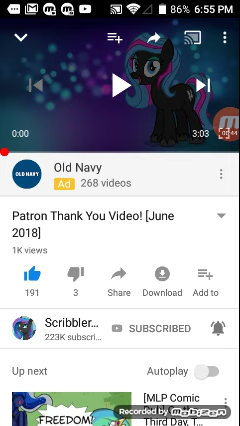 86% 6:55 PM
0:00
3:03
Old Navy
OLD NAVY
Ad 268 videos
Patron Thank You Video! [June
2018]
1K views
191
3
Share
Download
Add to
Scribbler...
223K subscri...
SUBSCRIBED
Up next
Autoplay
FREEDOM!
[MLP Comic
Third Day, T...
Recorded by
mobizen